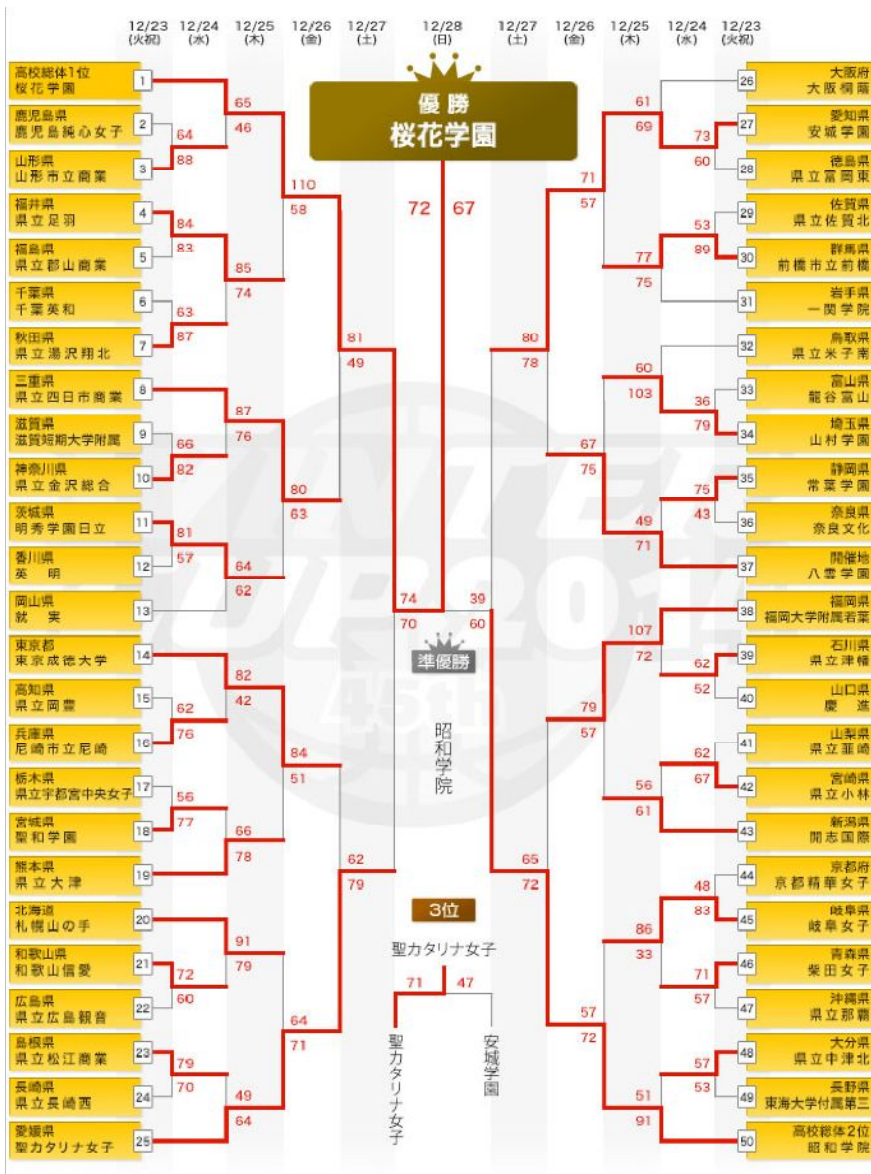 12/23 12/24 12/25 12/26 12/27 12/28 12/27 12/26 12/25 12/24 12/23
(火祝) (水) (木) (金) (土) (日) (土) (金) (木) (水) (火祝)
優勝
桜花学園
72 67
高校総体1位
桜花学園
1
鹿児島県
鹿児島純心女子
2
山形県
山形市立商業
3
福井県
県立足羽
4
福島県
県立郡山商業
5
千葉県
千葉英和
6
秋田県
県立湯沢翔北
7
三重県
県立四日市商業
8
滋賀県
滋賀短期大学附属
9
神奈川県
県立金沢総合
10
茨城県
明秀学園日立
11
香川県
英明
12
岡山県
就実
13
東京都
東京成徳大学
14
高知県
県立岡豊
15
兵庫県
尼崎市立尼崎
16
栃木県
県立宇都宮中央女子
17
宮城県
聖和学園
18
熊本県
県立大津
19
北海道
札幌山の手
20
和歌山県
和歌山信愛
21
広島県
県立広島観音
22
島根県
県立松江商業
23
長崎県
県立長崎西
24
愛媛県
聖カタリナ女子
25
64
88
84
83
63
87
66
82
81
57
62
76
56
77
72
60
79
70
65
46
85
74
87
76
64
62
82
42
66
78
91
79
49
64
110
58
80
63
84
51
64
71
81
49
62
79
74
70
39
60
準優勝
昭和学院
3位
聖カタリナ女子
71 47
聖カタリナ女子
安城学園
80
78
65
72
71
57
67
75
79
57
57
72
61
69
77
75
60
103
49
71
107
72
56
61
86
33
51
91
73
60
53
89
36
79
75
43
62
52
62
67
48
83
71
57
57
53
26
大阪府
大阪桐蔭
27
愛知県
安城学園
28
徳島県
県立富岡東
29
佐賀県
県立佐賀北
30
群馬県
前橋市立前橋
31
岩手県
一関学院
32
鳥取県
県立米子南
33
富山県
龍谷富山
34
埼玉県
山村学園
35
静岡県
常葉学園
36
奈良県
奈良文化
37
開催地
八雲学園
38
福岡県
福岡大学附属若葉
39
石川県
県立津幡
40
山口県
慶進
41
山梨県
県立韮崎
42
宮崎県
県立小林
43
新潟県
開志国際
44
京都府
京都精華女子
45
岐阜県
岐阜女子
46
青森県
柴田女子
47
沖縄県
県立那覇
48
大分県
県立中津北
49
長野県
東海大学付属第三
50
高校総体2位
昭和学院
INTER
CUP 2014
45th